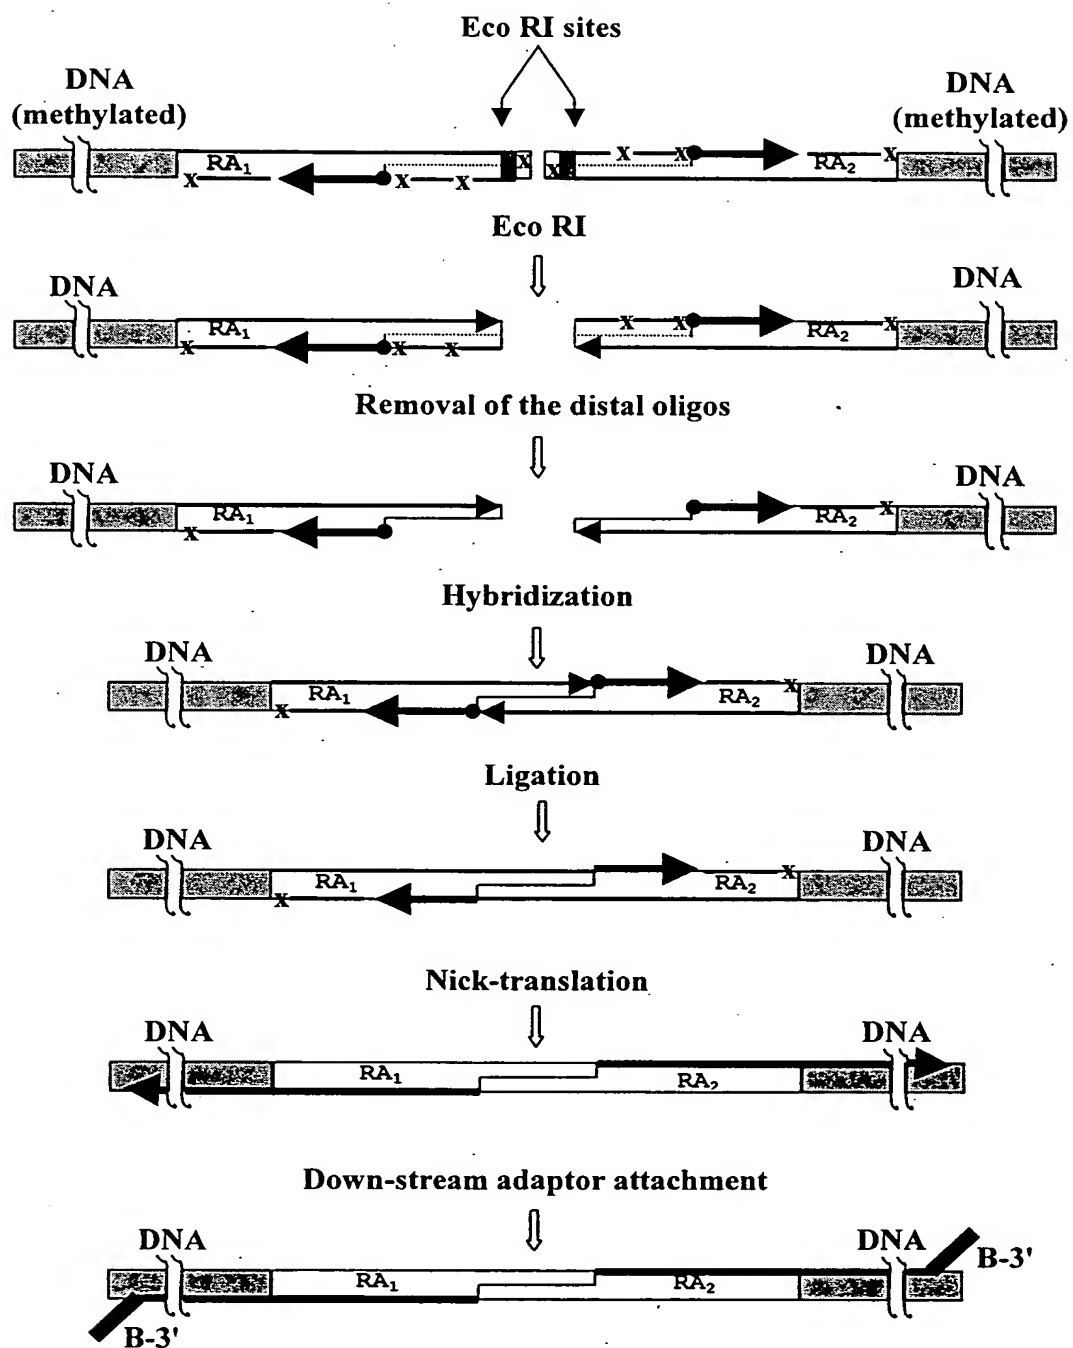 Eco RI sites
DNA
(methylated)
DNA
(methylated)
RA1
X
X
X
X
X
X
X
RA2
X
X
Eco RI
DNA
DNA
RA1
X
X
X
X
X
RA2
X
Removal of the distal oligos
DNA
DNA
RA1
X
RA2
X
Hybridization
DNA
DNA
RA1
X
RA2
X
Ligation
DNA
DNA
RA1
X
RA2
X
Nick-translation
DNA
DNA
RA1
RA2
Down-stream adaptor attachment
DNA
DNA
RA1
RA2
B-3'
B-3'